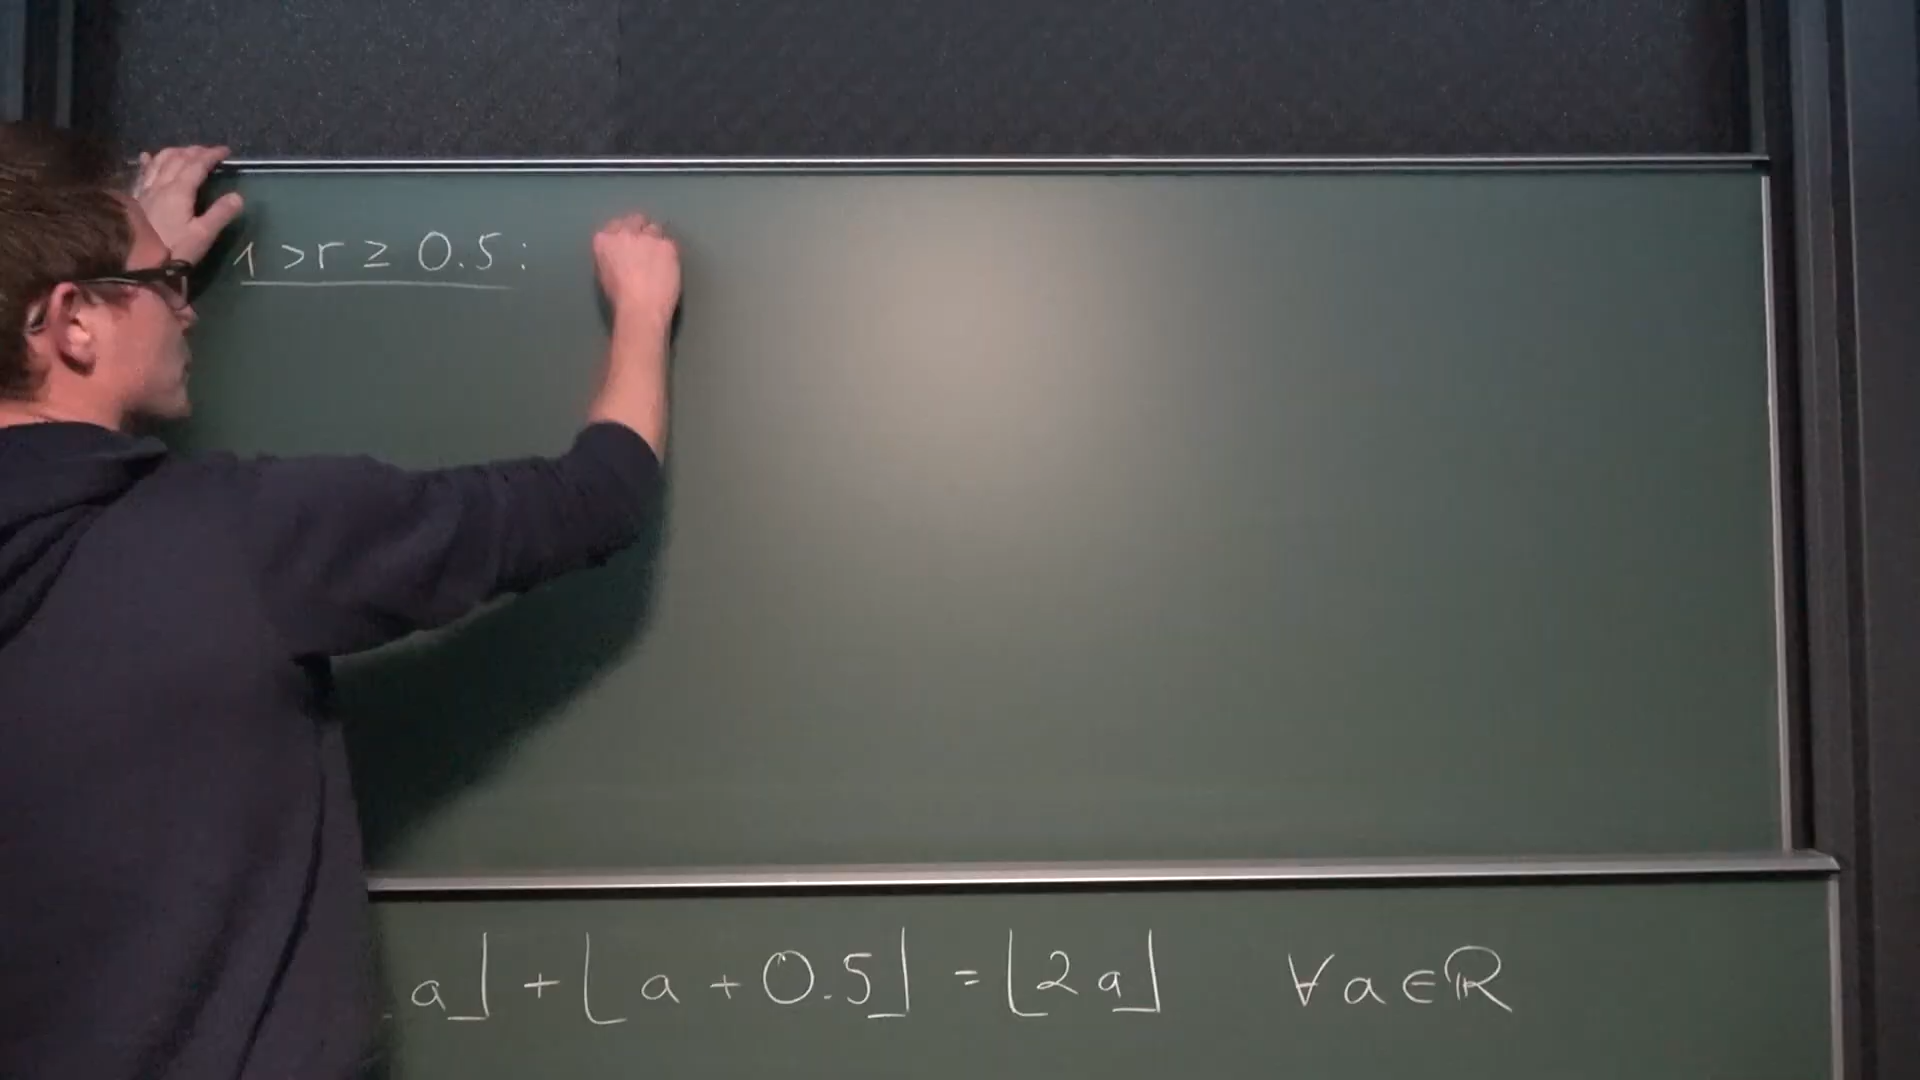 1 > r ≥ 0.5:
a⌋ + ⌊a + 0.5⌋ = ⌊2a⌋ ∀a∈ℝ